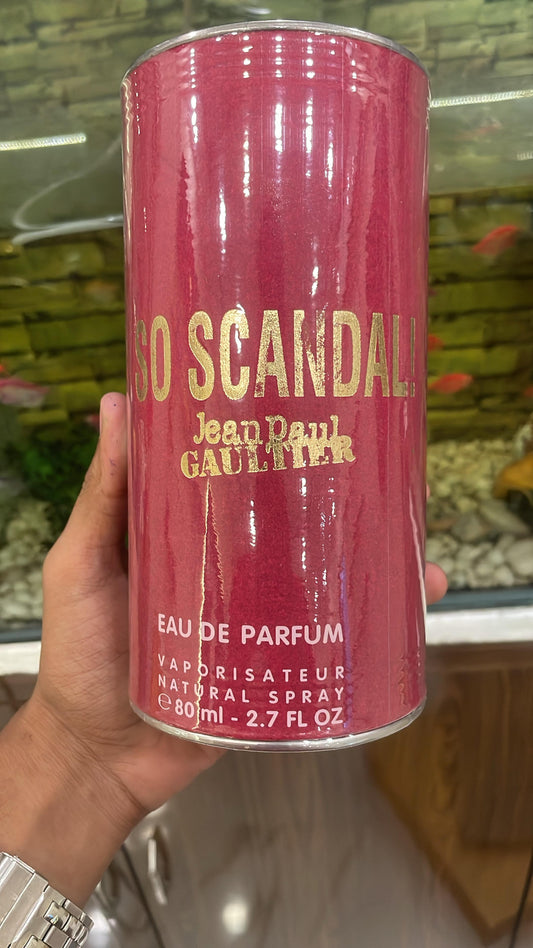 SO SCANDAL!
Jean Paul
GAULTIER
EAU DE PARFUM
VAPORISATEUR
NATURAL SPRAY
℮ 80 ml - 2.7 FL OZ